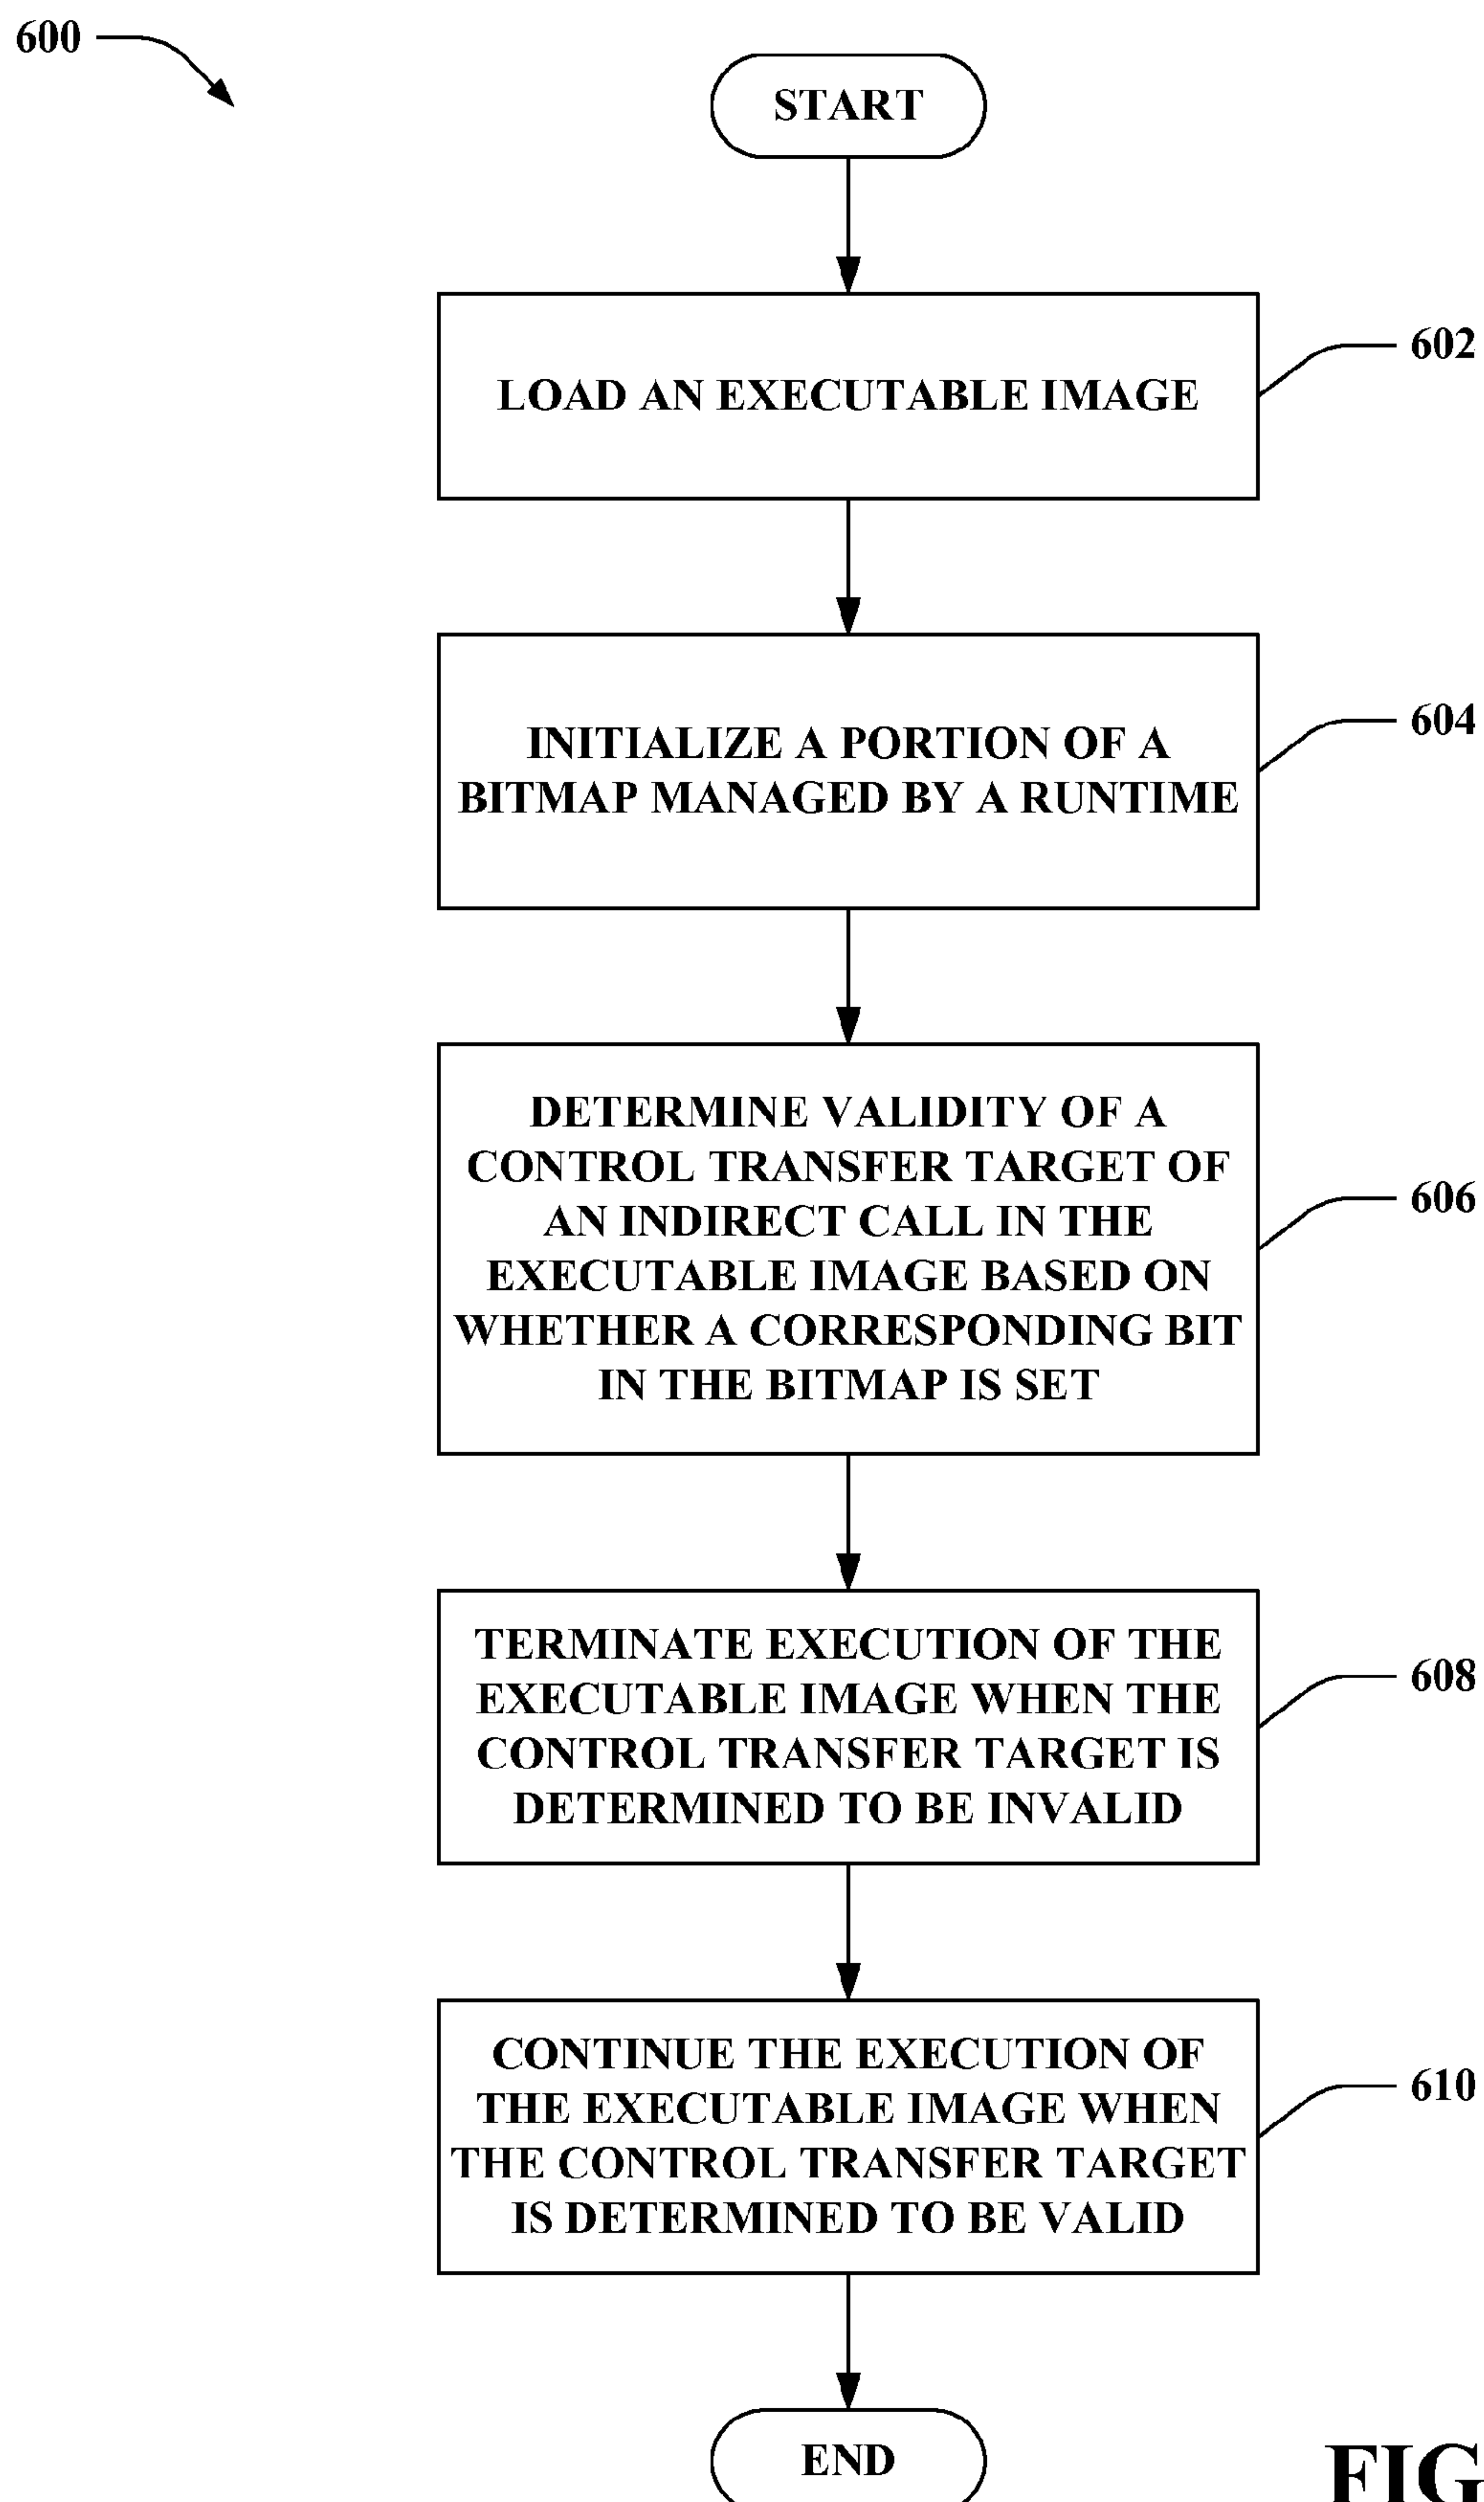 600
START
LOAD AN EXECUTABLE IMAGE
602
INITIALIZE A PORTION OF A
BITMAP MANAGED BY A RUNTIME
604
DETERMINE VALIDITY OF A
CONTROL TRANSFER TARGET OF
AN INDIRECT CALL IN THE
EXECUTABLE IMAGE BASED ON
WHETHER A CORRESPONDING BIT
IN THE BITMAP IS SET
606
TERMINATE EXECUTION OF THE
EXECUTABLE IMAGE WHEN THE
CONTROL TRANSFER TARGET IS
DETERMINED TO BE INVALID
608
CONTINUE THE EXECUTION OF
THE EXECUTABLE IMAGE WHEN
THE CONTROL TRANSFER TARGET
IS DETERMINED TO BE VALID
610
END
FIG